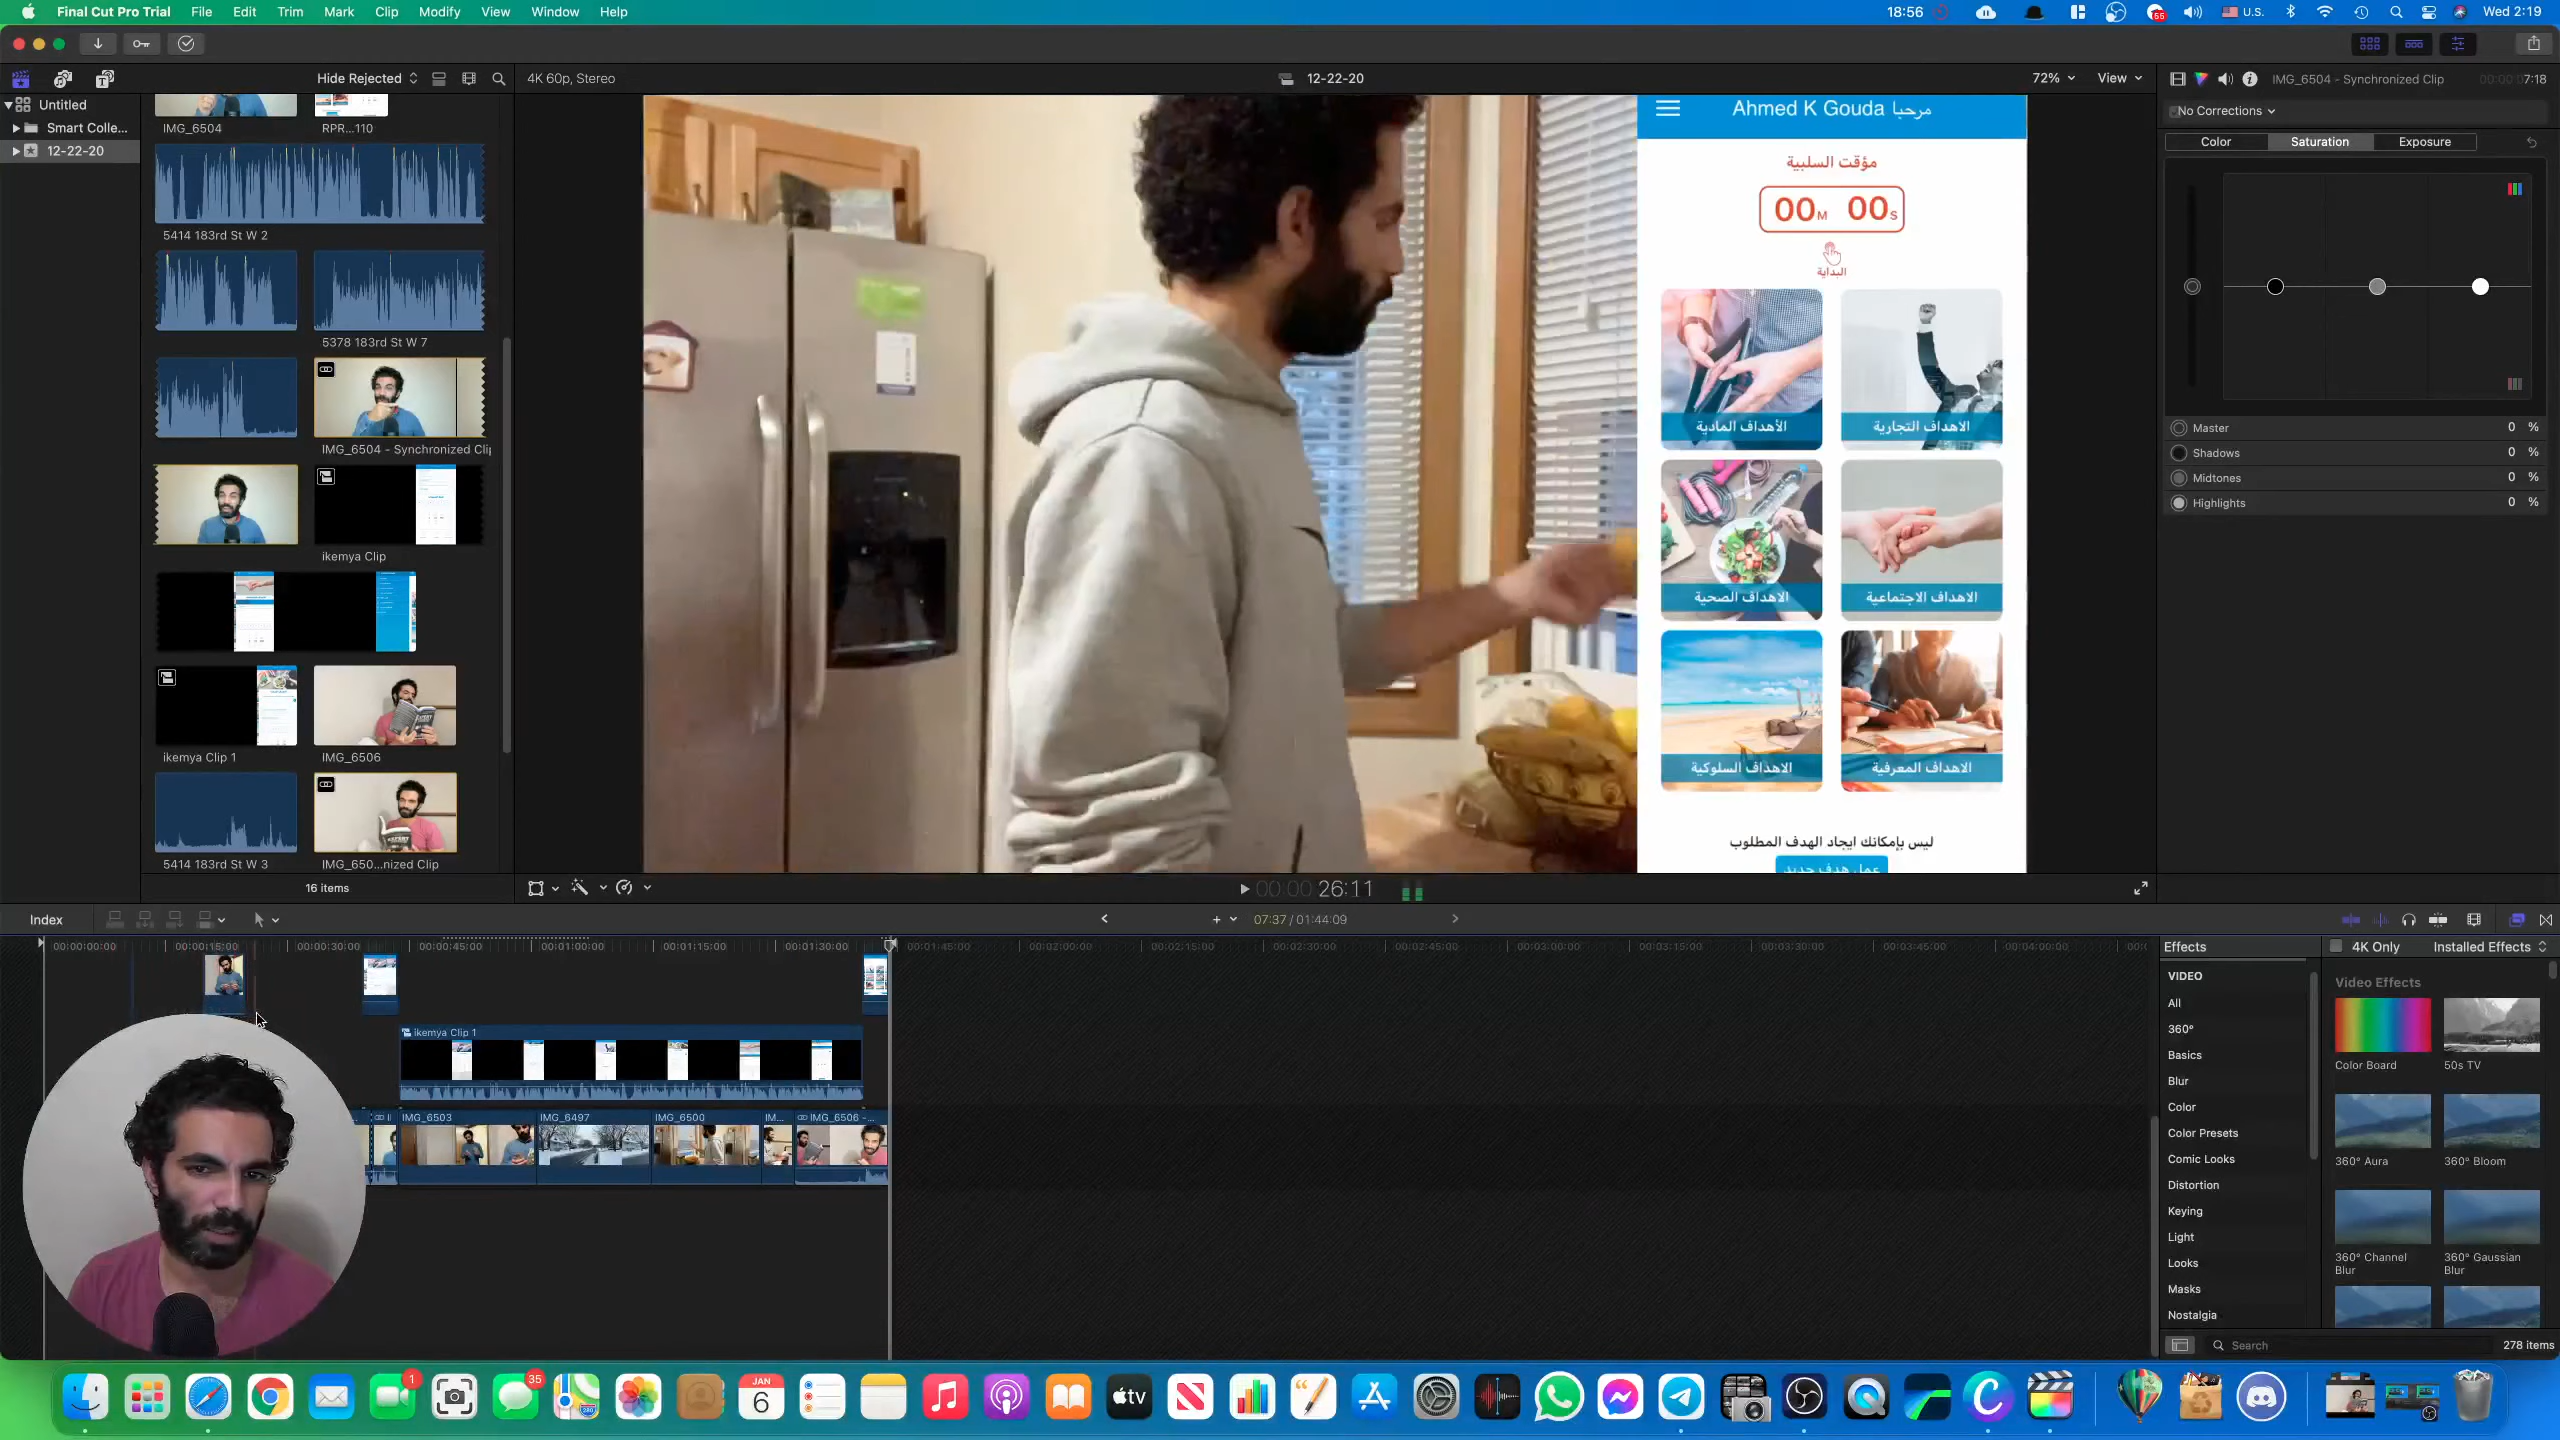 Final Cut Pro Trial File Edit Trim Mark Clip Modify View Window Help
18:56 55 U.S. Wed 2:19
Hide Rejected
4K 60p, Stereo
12-22-20
72% View
IMG_6504 - Synchronized Clip
7:18
Untitled
Smart Colle...
12-22-20
IMG_6504
RPR...110
5414 183rd St W 2
5378 183rd St W 7
IMG_6504 - Synchronized Clip
ikemya Clip
ikemya Clip 1
IMG_6506
5414 183rd St W 3
IMG_650...nized Clip
16 items
مرحبا Ahmed K Gouda
مؤقت السلبية
00M 00S
البداية
الأهداف المادية
الاهداف التجارية
الاهداف الصحية
الاهداف الاجتماعية
الاهداف السلوكية
الاهداف المعرفية
ليس بإمكانك ايجاد الهدف المطلوب
عمل هدف جديد
No Corrections
Color Saturation Exposure
Master 0 %
Shadows 0 %
Midtones 0 %
Highlights 0 %
00:00:26:11
Index
07:37 / 01:44:09
00:00:00:00 00:00:15:00 00:00:30:00 00:00:45:00 00:01:00:00 00:01:15:00 00:01:30:00 00:01:45:00 00:02:00:00 00:02:15:00 00:02:30:00 00:02:45:00 00:03:00:00 00:03:15:00 00:03:30:00 00:03:45:00 00:04:00:00
ikemya Clip 1
IMG_6503
IMG_6497
IMG_6500
IM...
IMG_6506 -...
Effects
4K Only
Installed Effects
VIDEO
All
360°
Basics
Blur
Color
Color Presets
Comic Looks
Distortion
Keying
Light
Looks
Masks
Nostalgia
Video Effects
Color Board
50s TV
360° Aura
360° Bloom
360° Channel Blur
360° Gaussian Blur
Search
278 items
1
35
JAN
6
tv